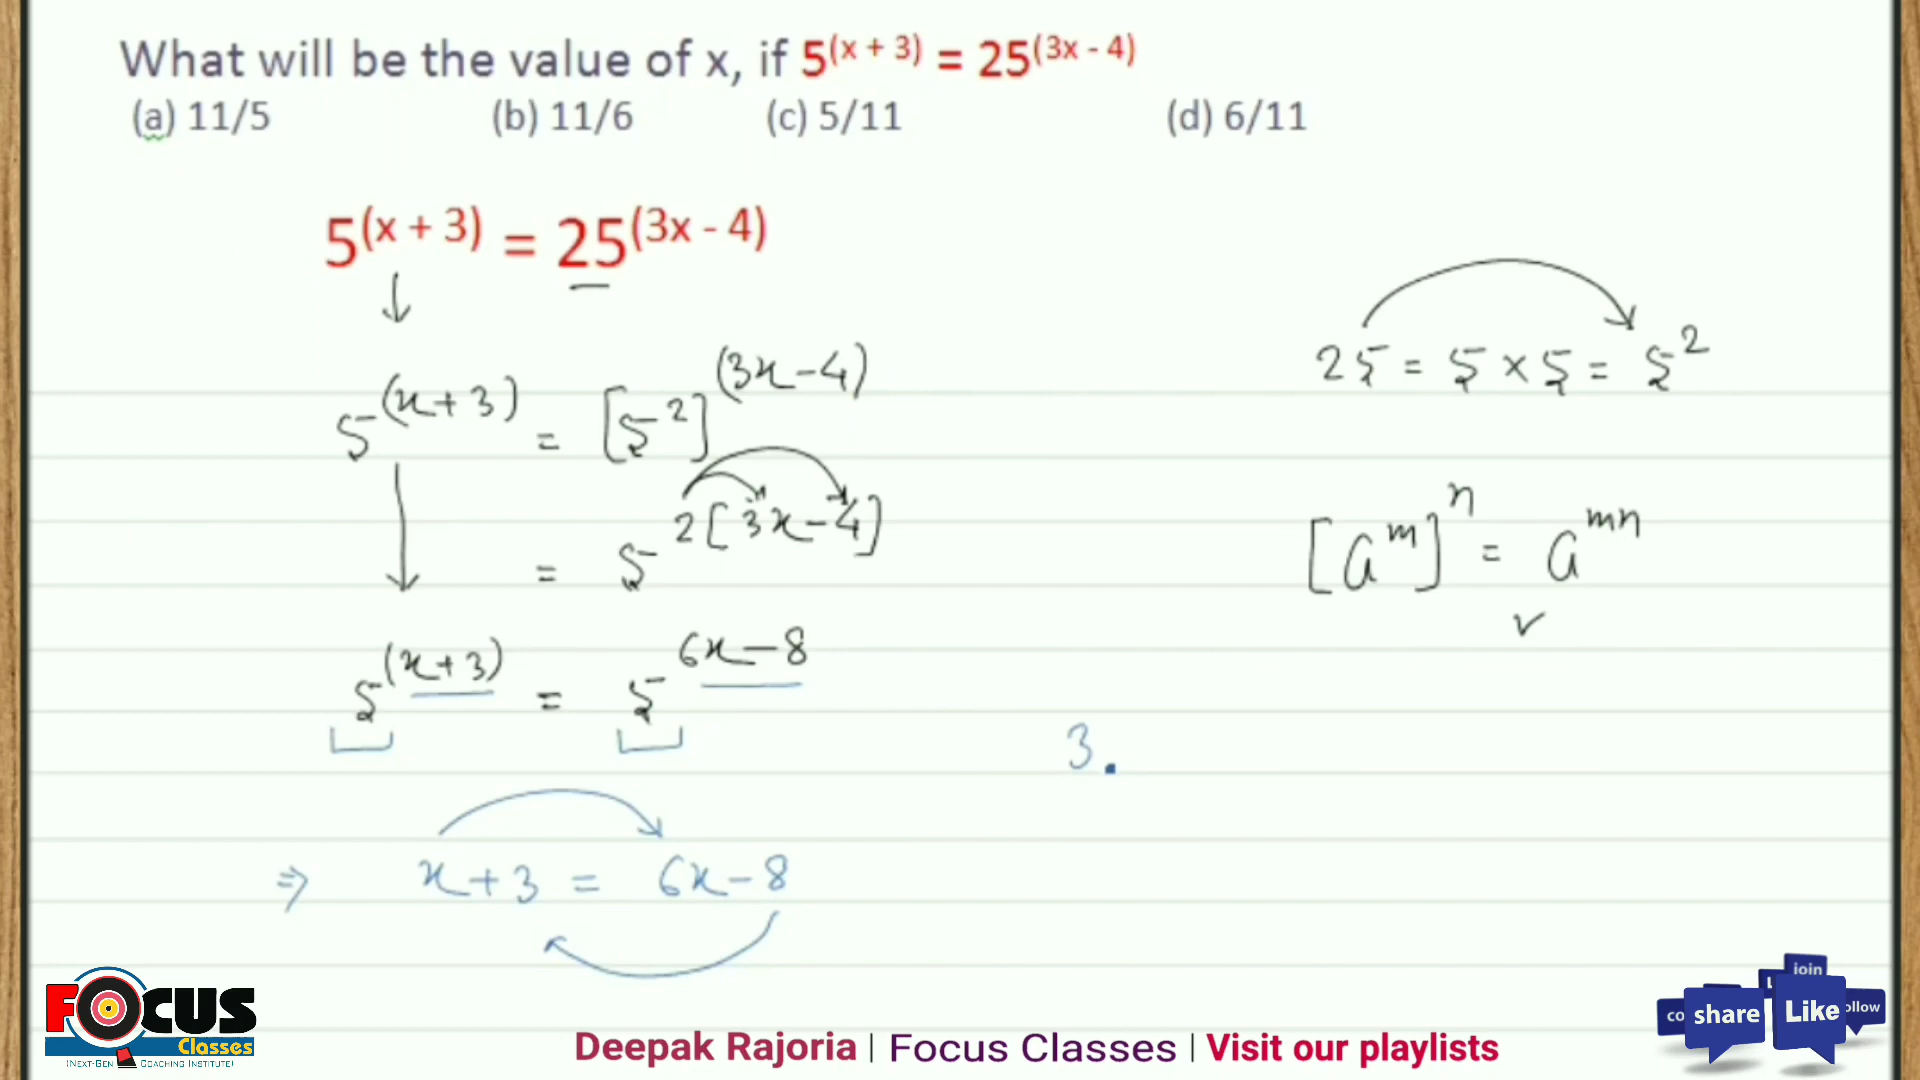 What will be the value of x, if 5^(x + 3) = 25^(3x - 4)
(a) 11/5 (b) 11/6 (c) 5/11 (d) 6/11
5^(x + 3) = 25^(3x - 4)
25 = 5 × 5 = 5^2
5^(x+3) = [5^2]^(3x-4)
= 5^2[3x-4]
[a^m]^n = a^mn
5^(x+3) = 5^6x-8
3.
⇒ x+3 = 6x-8
FOCUS
Classes
(NEXT-GEN COACHING INSTITUTE)
Deepak Rajoria | Focus Classes | Visit our playlists
join
co share Like ollow